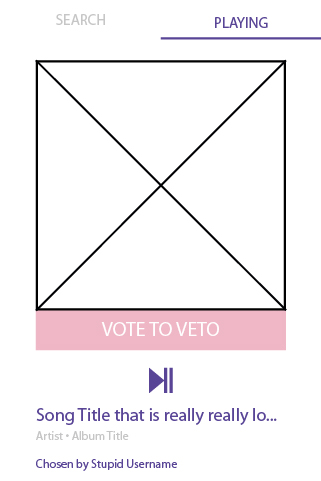 SEARCH
PLAYING
VOTE TO VETO
Song Title that is really really lo...
Artist • Album Title
Chosen by Stupid Username